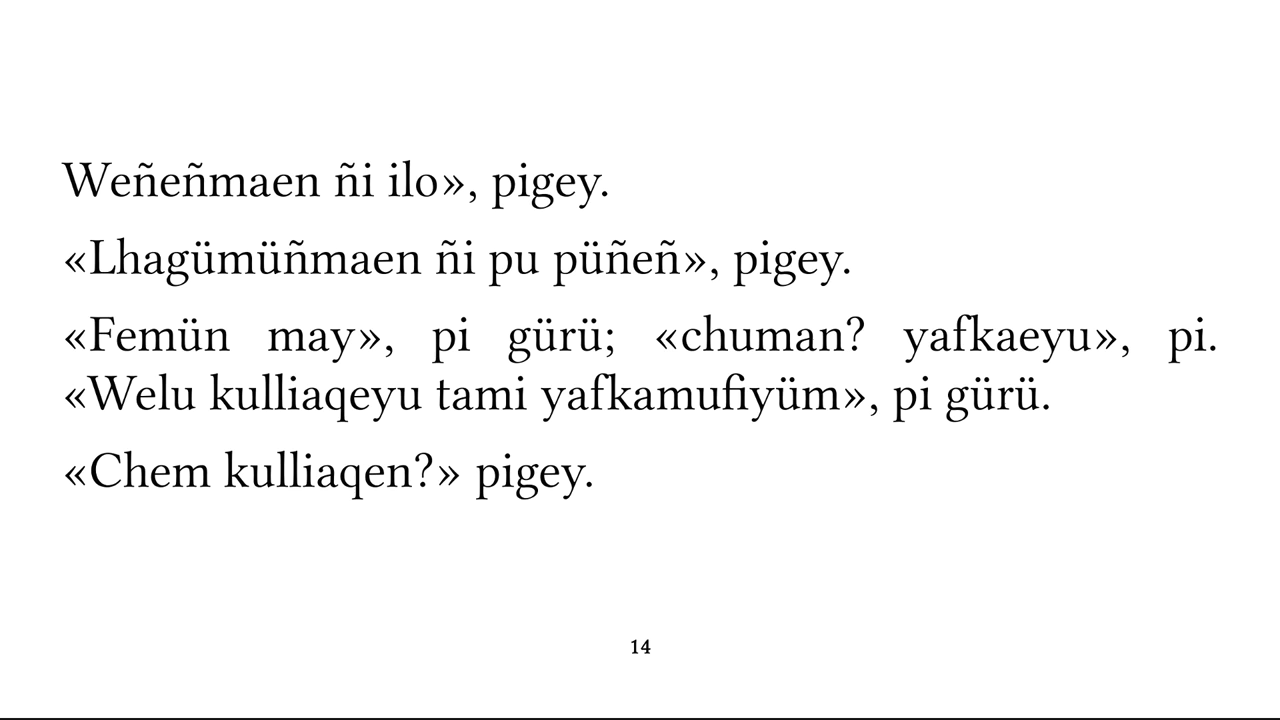 Weñeñmaen ñi ilo», pigey.
«Lhagümüñmaen ñi pu püñeñ», pigey.
«Femün may», pi gürü; «chuman? yafkaeyu», pi.
«Welu kulliaqeyu tami yafkamufiyüm», pi gürü.
«Chem kulliaqen?» pigey.
14